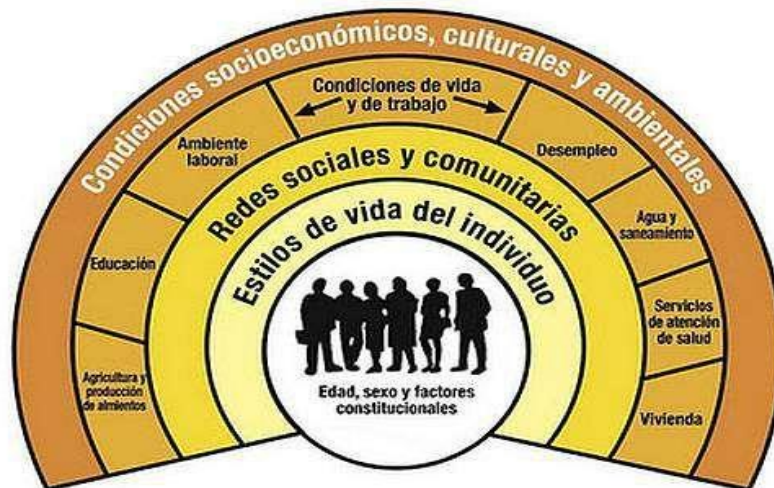 Condiciones socioeconómicos, culturales y ambientales
Condiciones de vida
y de trabajo
Ambiente
laboral
Desempleo
Educación
Agua y
saneamiento
Agricultura y
producción
de almientos
Servicios
de atención
de salud
Vivienda
Redes sociales y comunitarias
Estilos de vida del individuo
Edad, sexo y factores
constitucionales